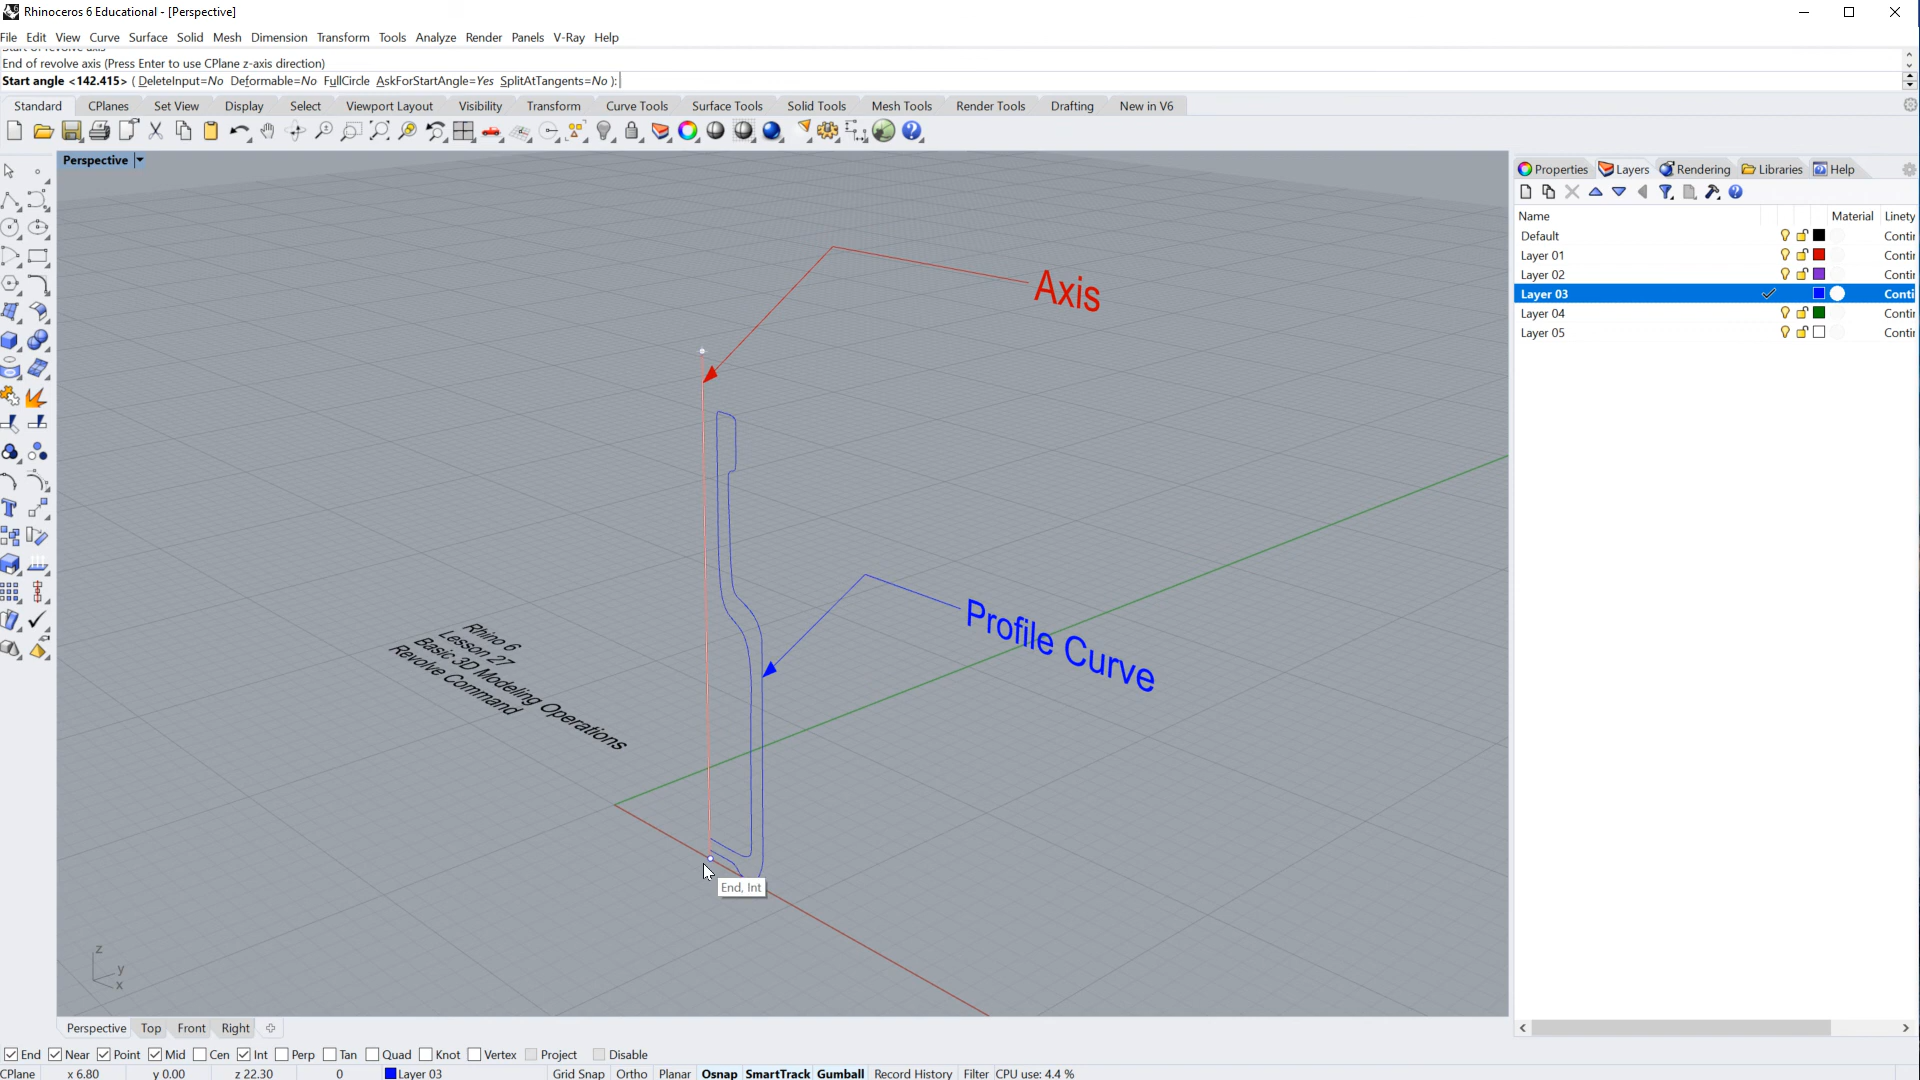 Rhinoceros 6 Educational - [Perspective]
File Edit View Curve Surface Solid Mesh Dimension Transform Tools Analyze Render Panels V-Ray Help
Start of revolve axis
End of revolve axis (Press Enter to use CPlane z-axis direction)
Start angle <142.415> ( DeleteInput=No Deformable=No FullCircle AskForStartAngle=Yes SplitAtTangents=No ):
Standard CPlanes Set View Display Select Viewport Layout Visibility Transform Curve Tools Surface Tools Solid Tools Mesh Tools Render Tools Drafting New in V6
Perspective
Properties Layers Rendering Libraries Help
Name Material Linety
Default Contir
Layer 01 Contir
Layer 02 Contir
Layer 03 Conti
Layer 04 Contir
Layer 05 Contir
Axis
Profile Curve
Rhino 6
Lesson 27
Basic 3D Modeling Operations
Revolve Command
End, Int
z
y
x
Perspective Top Front Right
End Near Point Mid Cen Int Perp Tan Quad Knot Vertex Project Disable
CPlane x 6.80 y 0.00 z 22.30 0 Layer 03 Grid Snap Ortho Planar Osnap SmartTrack Gumball Record History Filter CPU use: 4.4 %